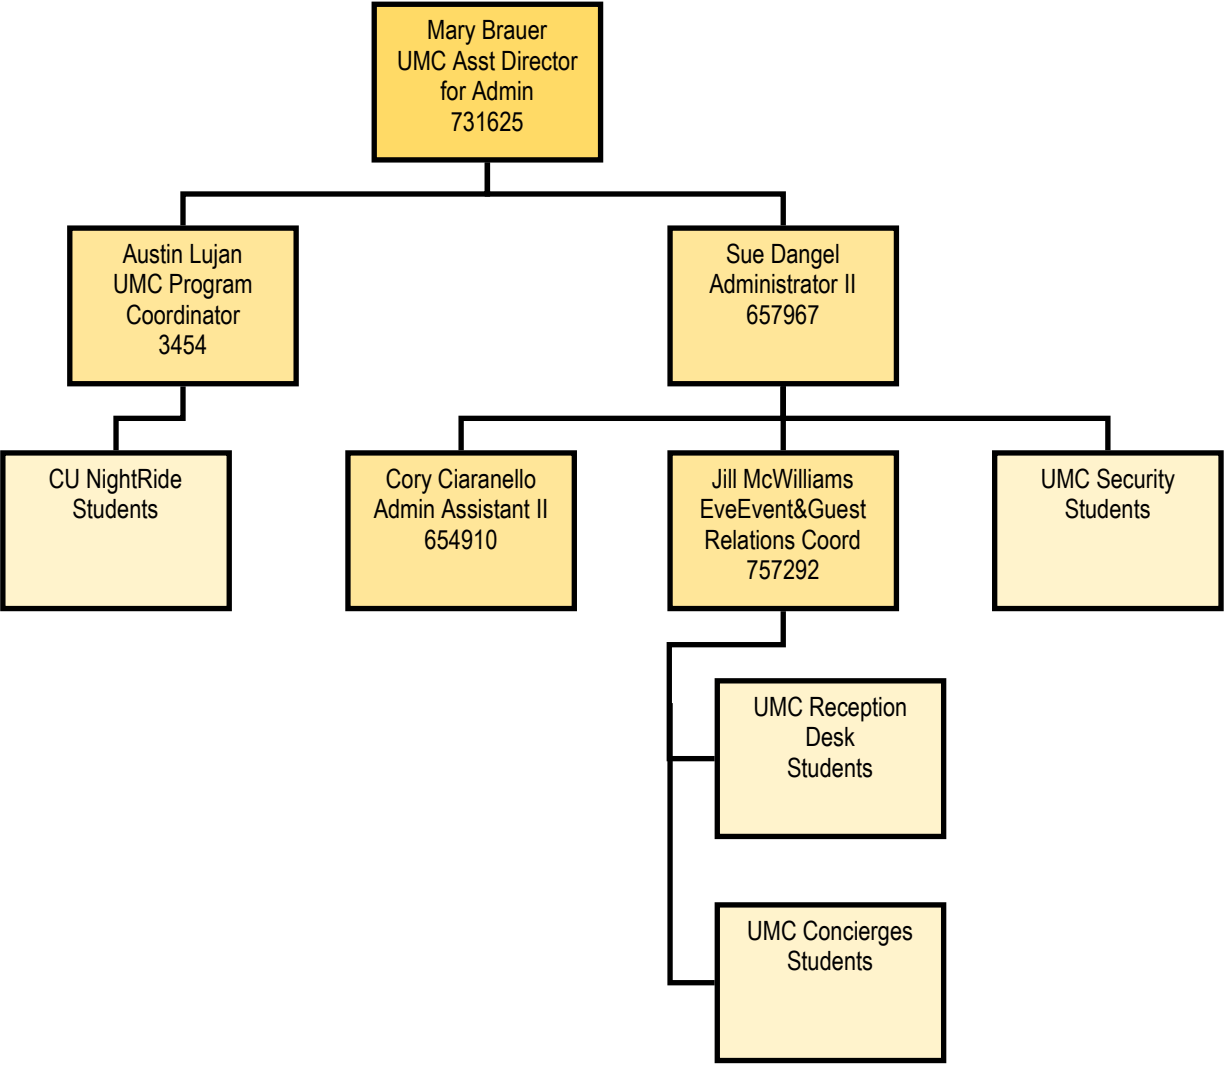 Mary Brauer
UMC Asst Director
for Admin
731625
Austin Lujan
UMC Program
Coordinator
3454
Sue Dangel
Administrator II
657967
CU NightRide
Students
Cory Ciaranello
Admin Assistant II
654910
Jill McWilliams
EveEvent&Guest
Relations Coord
757292
UMC Security
Students
UMC Reception
Desk
Students
UMC Concierges
Students